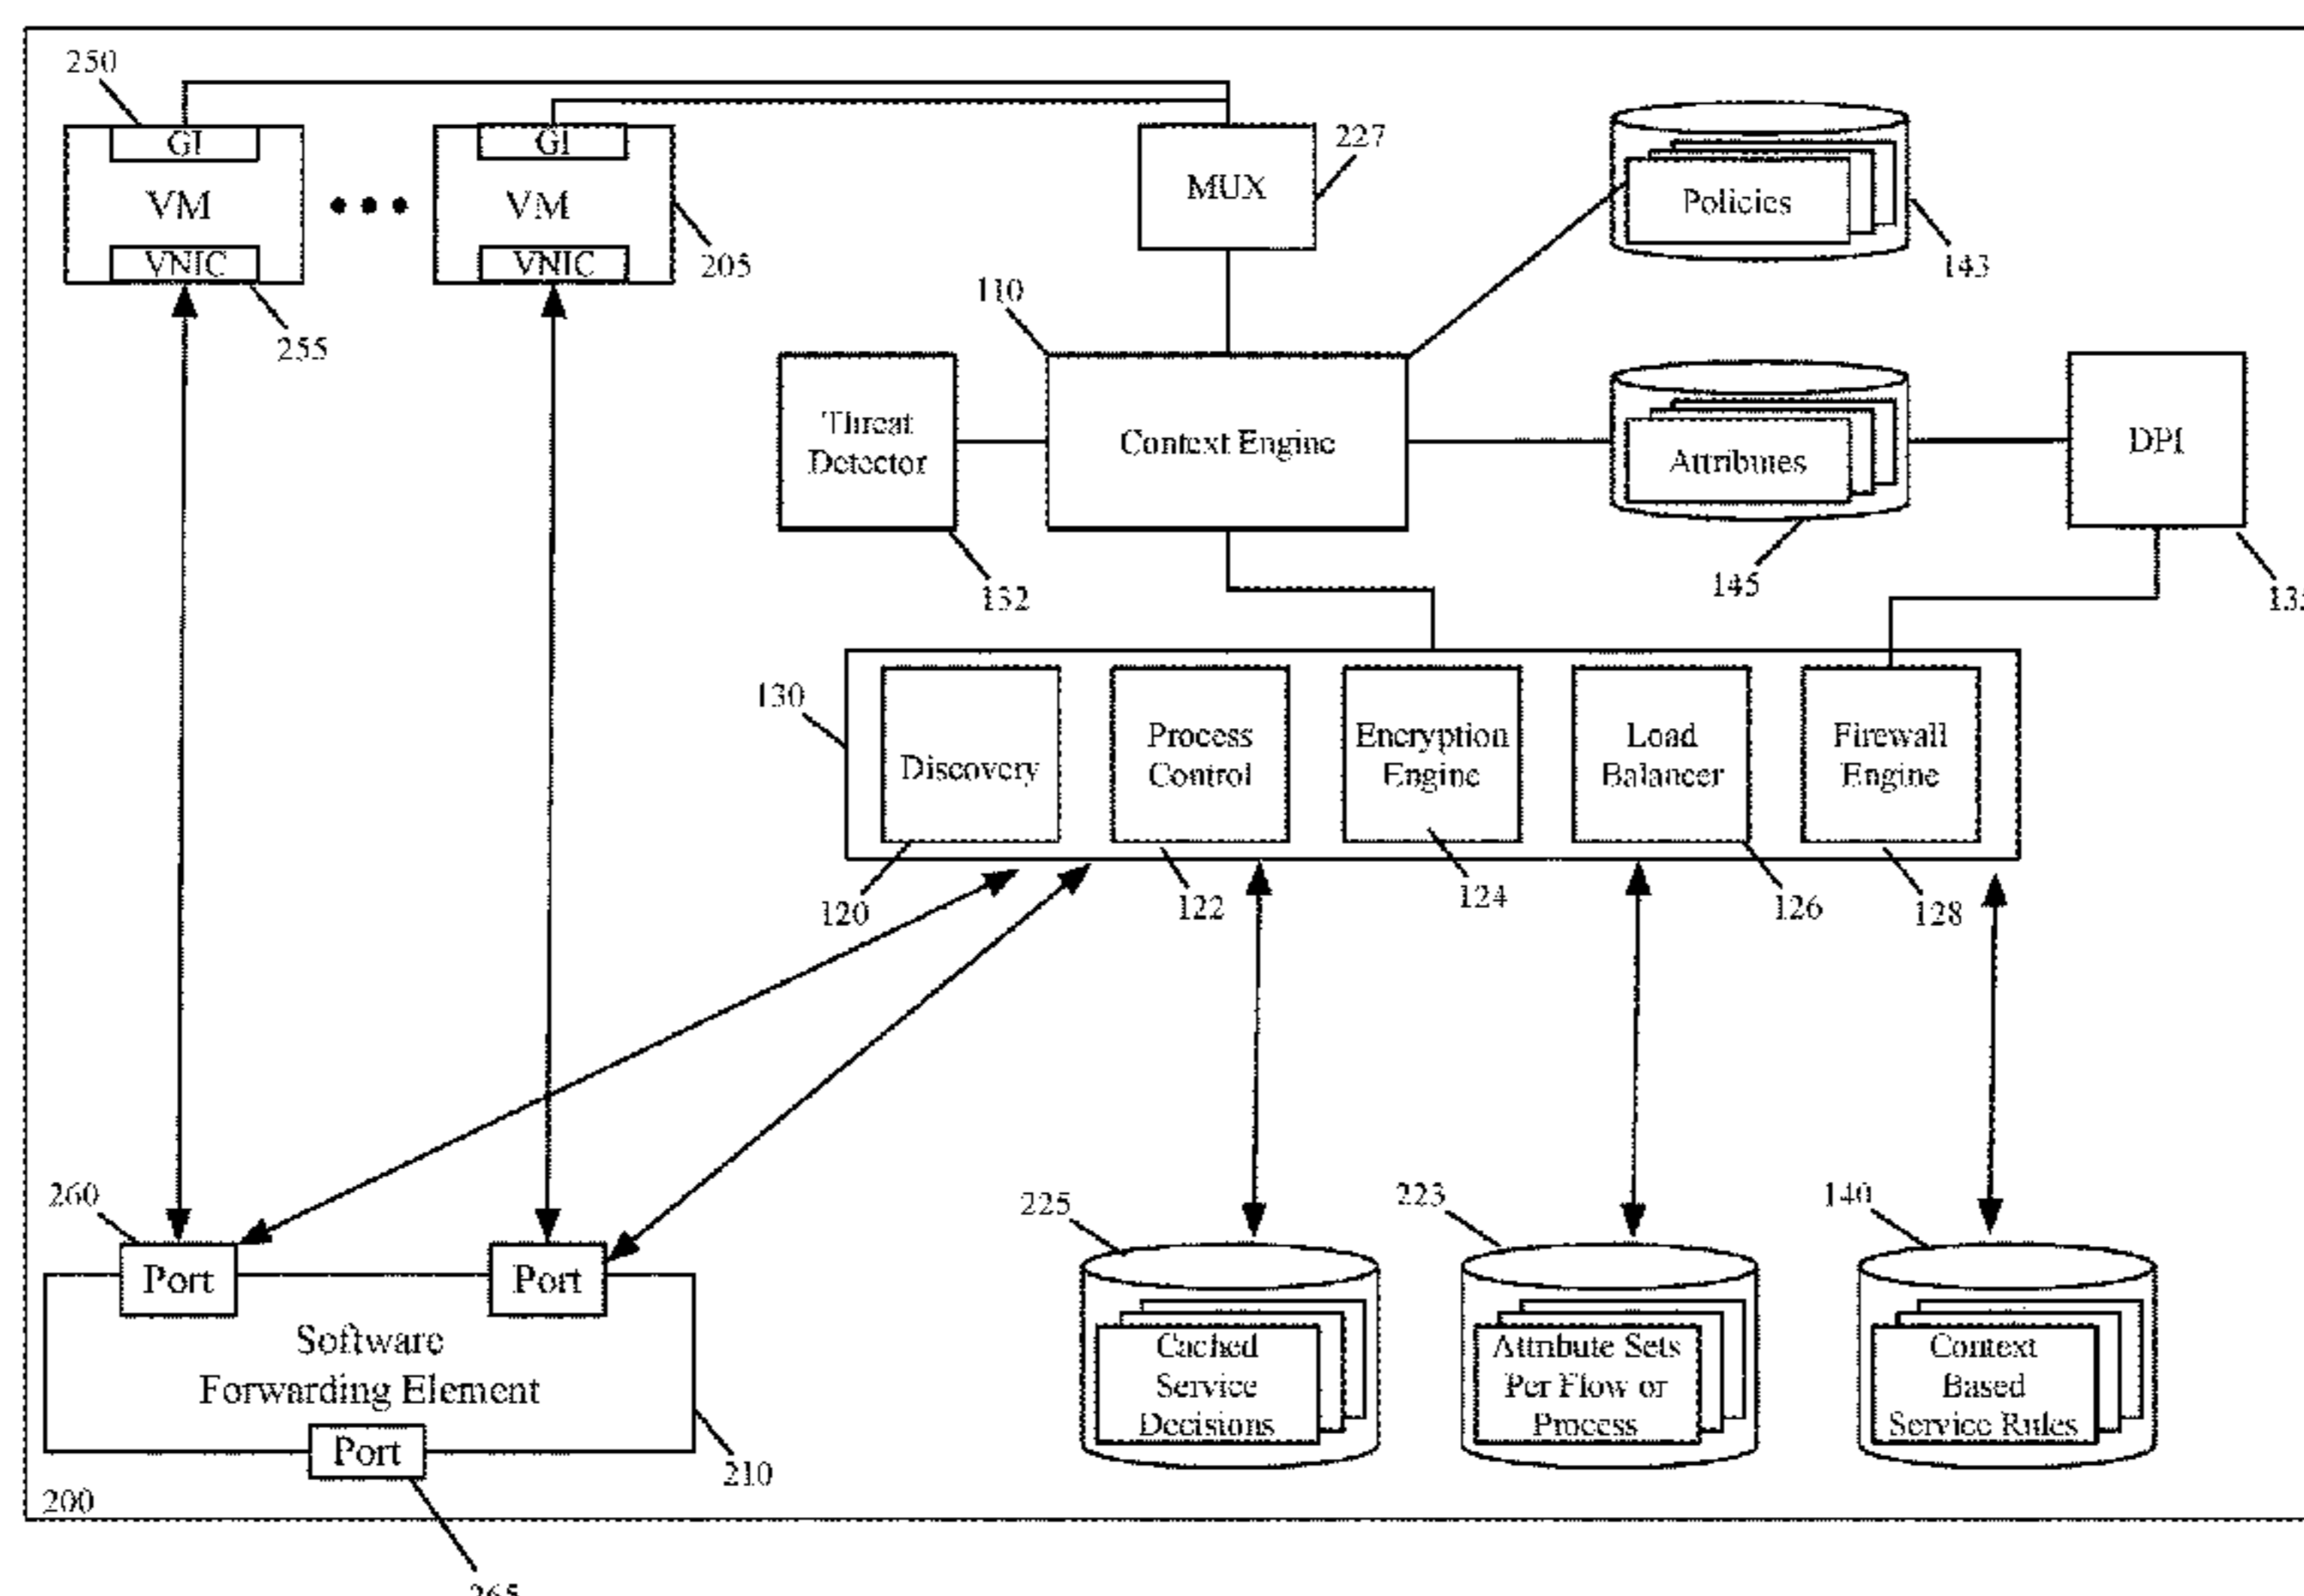 250
GI
GI
227
MUX
Policies
VM
VM
VNIC
VNIC
205
143
110
255
Threat
Detector
Context Engine
Attributes
DPI
132
145
130
Discovery
Process
Control
Encryption
Engine
Load
Balancer
Firewall
Engine
120
122
124
126
128
260
225
223
140
Port
Port
Software
Forwarding Element
Port
Cached
Service
Decisions
Attribute Sets
Per Flow or
Process
Context
Based
Service Rules
210
200
265